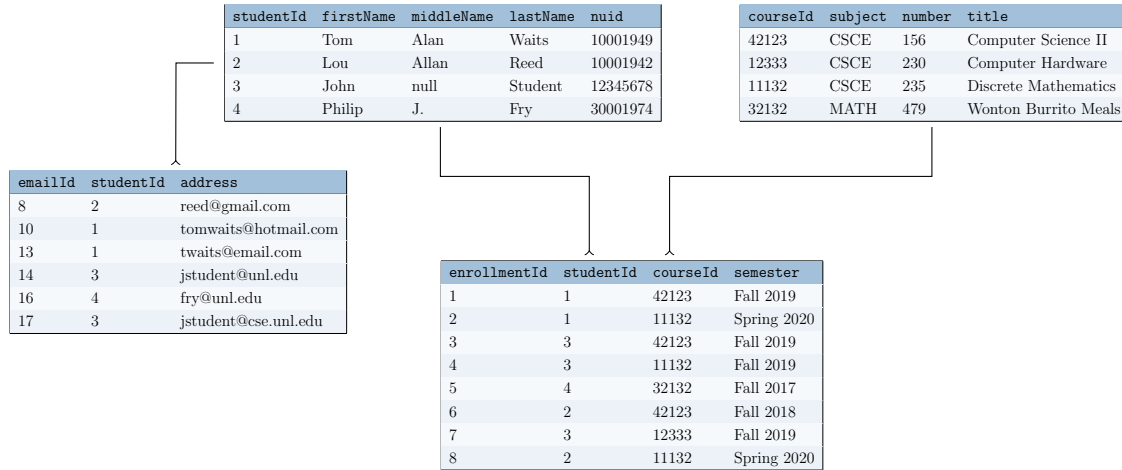 studentId firstName middleName lastName nuid
1 Tom Alan Waits 10001949
2 Lou Allan Reed 10001942
3 John null Student 12345678
4 Philip J. Fry 30001974
courseId subject number title
42123 CSCE 156 Computer Science II
12333 CSCE 230 Computer Hardware
11132 CSCE 235 Discrete Mathematics
32132 MATH 479 Wonton Burrito Meals
emailId studentId address
8 2 reed@gmail.com
10 1 tomwaits@hotmail.com
13 1 twaits@email.com
14 3 jstudent@unl.edu
16 4 fry@unl.edu
17 3 jstudent@cse.unl.edu
enrollmentId studentId courseId semester
1 1 42123 Fall 2019
2 1 11132 Spring 2020
3 3 42123 Fall 2019
4 3 11132 Fall 2019
5 4 32132 Fall 2017
6 2 42123 Fall 2018
7 3 12333 Fall 2019
8 2 11132 Spring 2020